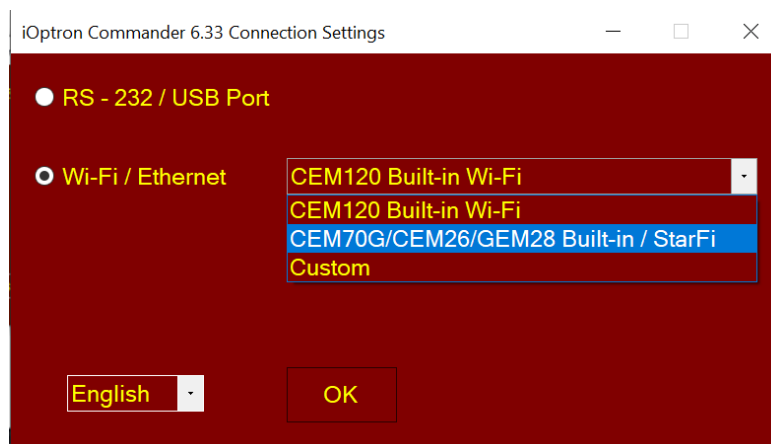 iOptron Commander 6.33 Connection Settings
RS - 232 / USB Port
Wi-Fi / Ethernet
CEM120 Built-in Wi-Fi
CEM120 Built-in Wi-Fi
CEM70G/CEM26/GEM28 Built-in / StarFi
Custom
English
OK